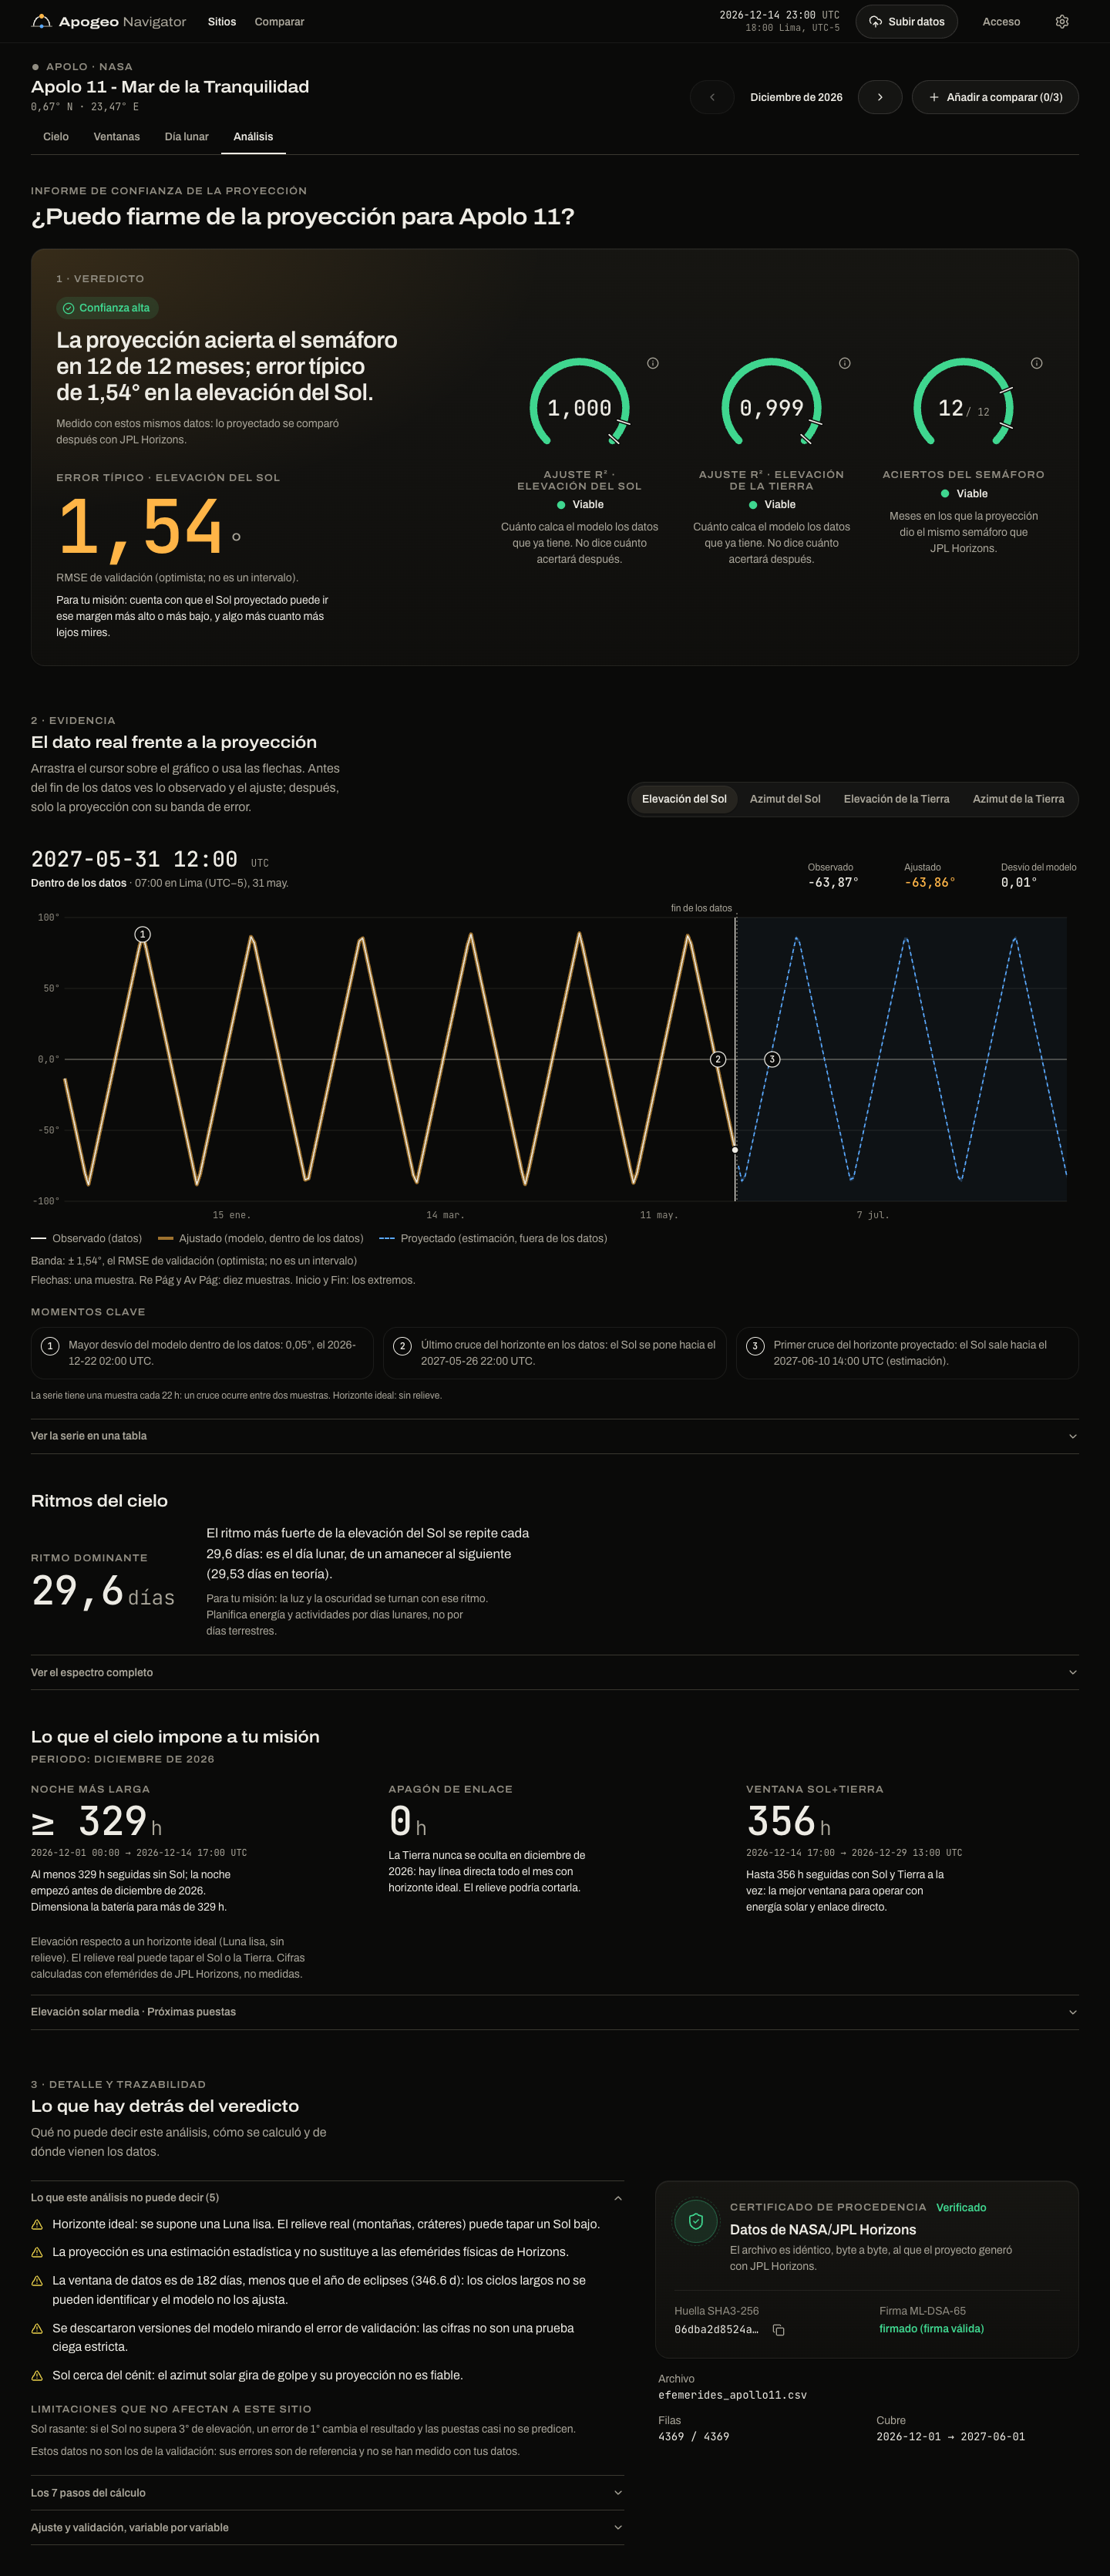 Apogeo Navigator
Sitios
Comparar
2026-12-14 23:00 UTC
18:00 Lima, UTC-5
Subir datos
Acceso
APOLO · NASA
Apolo 11 - Mar de la Tranquilidad
0,67° N · 23,47° E
Diciembre de 2026
Añadir a comparar (0/3)
Cielo
Ventanas
Día lunar
Análisis
INFORME DE CONFIANZA DE LA PROYECCIÓN
¿Puedo fiarme de la proyección para Apolo 11?
1 · VEREDICTO
Confianza alta
La proyección acierta el semáforo
en 12 de 12 meses; error típico
de 1,54° en la elevación del Sol.
Medido con estos mismos datos: lo proyectado se comparó
después con JPL Horizons.
ERROR TÍPICO · ELEVACIÓN DEL SOL
1,54°
RMSE de validación (optimista; no es un intervalo).
Para tu misión: cuenta con que el Sol proyectado puede ir
ese margen más alto o más bajo, y algo más cuanto más
lejos mires.
1,000
AJUSTE R² ·
ELEVACIÓN DEL SOL
Viable
Cuánto calca el modelo los datos
que ya tiene. No dice cuánto
acertará después.
0,999
AJUSTE R² · ELEVACIÓN
DE LA TIERRA
Viable
Cuánto calca el modelo los datos
que ya tiene. No dice cuánto
acertará después.
12 / 12
ACIERTOS DEL SEMÁFORO
Viable
Meses en los que la proyección
dio el mismo semáforo que
JPL Horizons.
2 · EVIDENCIA
El dato real frente a la proyección
Arrastra el cursor sobre el gráfico o usa las flechas. Antes
del fin de los datos ves lo observado y el ajuste; después,
solo la proyección con su banda de error.
Elevación del Sol
Azimut del Sol
Elevación de la Tierra
Azimut de la Tierra
2027-05-31 12:00 UTC
Dentro de los datos · 07:00 en Lima (UTC−5), 31 may.
Observado
-63,87°
Ajustado
-63,86°
Desvío del modelo
0,01°
fin de los datos
100°
50°
0,0°
-50°
-100°
1
2
3
15 ene.
14 mar.
11 may.
7 jul.
Observado (datos)
Ajustado (modelo, dentro de los datos)
Proyectado (estimación, fuera de los datos)
Banda: ± 1,54°, el RMSE de validación (optimista; no es un intervalo)
Flechas: una muestra. Re Pág y Av Pág: diez muestras. Inicio y Fin: los extremos.
MOMENTOS CLAVE
1
Mayor desvío del modelo dentro de los datos: 0,05°, el 2026-
12-22 02:00 UTC.
2
Último cruce del horizonte en los datos: el Sol se pone hacia el
2027-05-26 22:00 UTC.
3
Primer cruce del horizonte proyectado: el Sol sale hacia el
2027-06-10 14:00 UTC (estimación).
La serie tiene una muestra cada 22 h: un cruce ocurre entre dos muestras. Horizonte ideal: sin relieve.
Ver la serie en una tabla
Ritmos del cielo
RITMO DOMINANTE
29,6 días
El ritmo más fuerte de la elevación del Sol se repite cada
29,6 días: es el día lunar, de un amanecer al siguiente
(29,53 días en teoría).
Para tu misión: la luz y la oscuridad se turnan con ese ritmo.
Planifica energía y actividades por días lunares, no por
días terrestres.
Ver el espectro completo
Lo que el cielo impone a tu misión
PERIODO: DICIEMBRE DE 2026
NOCHE MÁS LARGA
≥ 329 h
2026-12-01 00:00 → 2026-12-14 17:00 UTC
Al menos 329 h seguidas sin Sol; la noche
empezó antes de diciembre de 2026.
Dimensiona la batería para más de 329 h.
APAGÓN DE ENLACE
0 h
La Tierra nunca se oculta en diciembre de
2026: hay línea directa todo el mes con
horizonte ideal. El relieve podría cortarla.
VENTANA SOL+TIERRA
356 h
2026-12-14 17:00 → 2026-12-29 13:00 UTC
Hasta 356 h seguidas con Sol y Tierra a la
vez: la mejor ventana para operar con
energía solar y enlace directo.
Elevación respecto a un horizonte ideal (Luna lisa, sin
relieve). El relieve real puede tapar el Sol o la Tierra. Cifras
calculadas con efemérides de JPL Horizons, no medidas.
Elevación solar media · Próximas puestas
3 · DETALLE Y TRAZABILIDAD
Lo que hay detrás del veredicto
Qué no puede decir este análisis, cómo se calculó y de
dónde vienen los datos.
Lo que este análisis no puede decir (5)
Horizonte ideal: se supone una Luna lisa. El relieve real (montañas, cráteres) puede tapar un Sol bajo.
La proyección es una estimación estadística y no sustituye a las efemérides físicas de Horizons.
La ventana de datos es de 182 días, menos que el año de eclipses (346.6 d): los ciclos largos no se
pueden identificar y el modelo no los ajusta.
Se descartaron versiones del modelo mirando el error de validación: las cifras no son una prueba
ciega estricta.
Sol cerca del cénit: el azimut solar gira de golpe y su proyección no es fiable.
LIMITACIONES QUE NO AFECTAN A ESTE SITIO
Sol rasante: si el Sol no supera 3° de elevación, un error de 1° cambia el resultado y las puestas casi no se predicen.
Estos datos no son los de la validación: sus errores son de referencia y no se han medido con tus datos.
Los 7 pasos del cálculo
Ajuste y validación, variable por variable
CERTIFICADO DE PROCEDENCIA
Verificado
Datos de NASA/JPL Horizons
El archivo es idéntico, byte a byte, al que el proyecto generó
con JPL Horizons.
Huella SHA3-256
06dba2d8524a…
Firma ML-DSA-65
firmado (firma válida)
Archivo
efemerides_apollo11.csv
Filas
4369 / 4369
Cubre
2026-12-01 → 2027-06-01